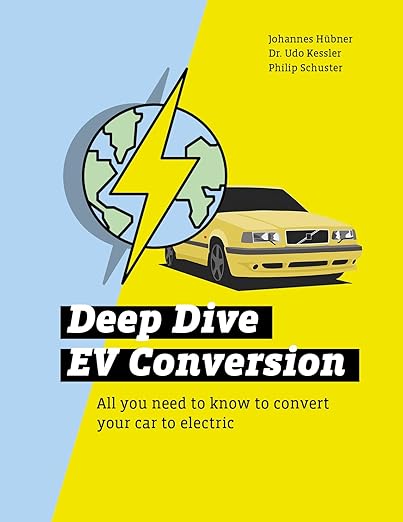 Johannes Hübner
Dr. Udo Kessler
Philip Schuster
Deep Dive
EV Conversion
All you need to know to convert
your car to electric